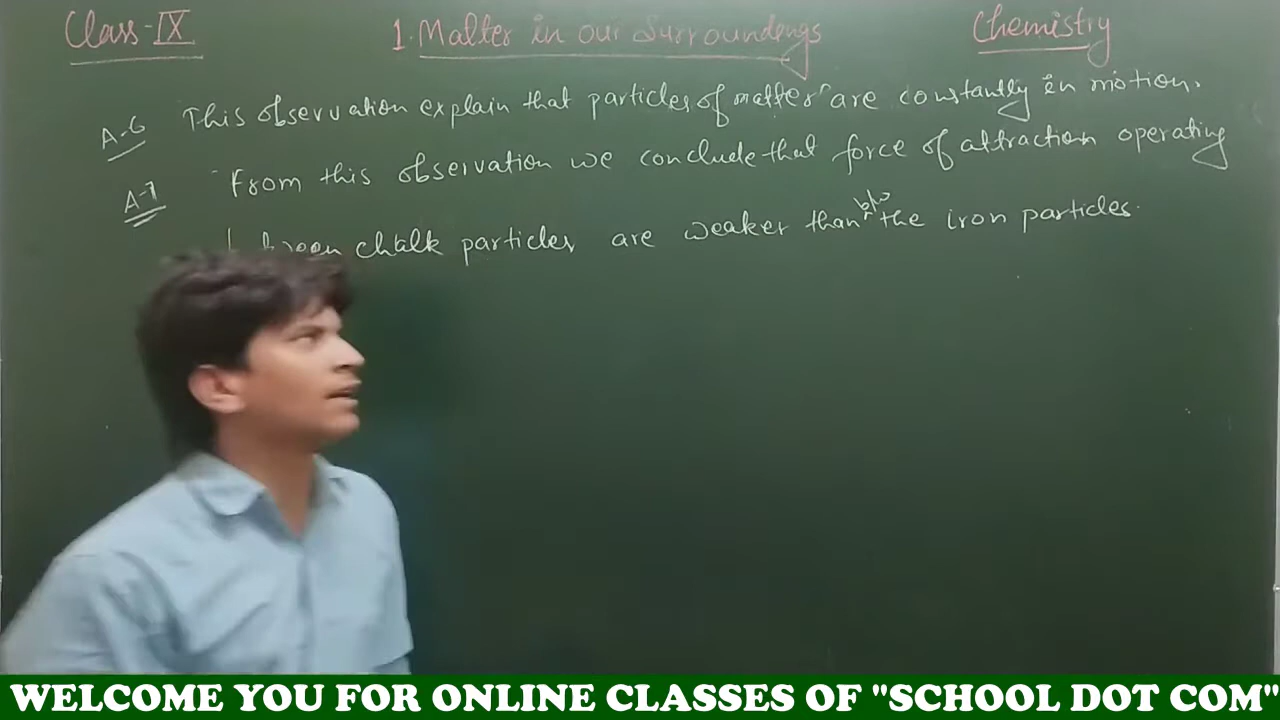 Class-IX
1. Matter in our Surroundings
Chemistry
A-6 This observation explain that particles of matter are constantly in motion.
A-7 From this observation we conclude that force of attraction operating
between chalk particles are weaker than b/w the iron particles.
WELCOME YOU FOR ONLINE CLASSES OF "SCHOOL DOT COM"